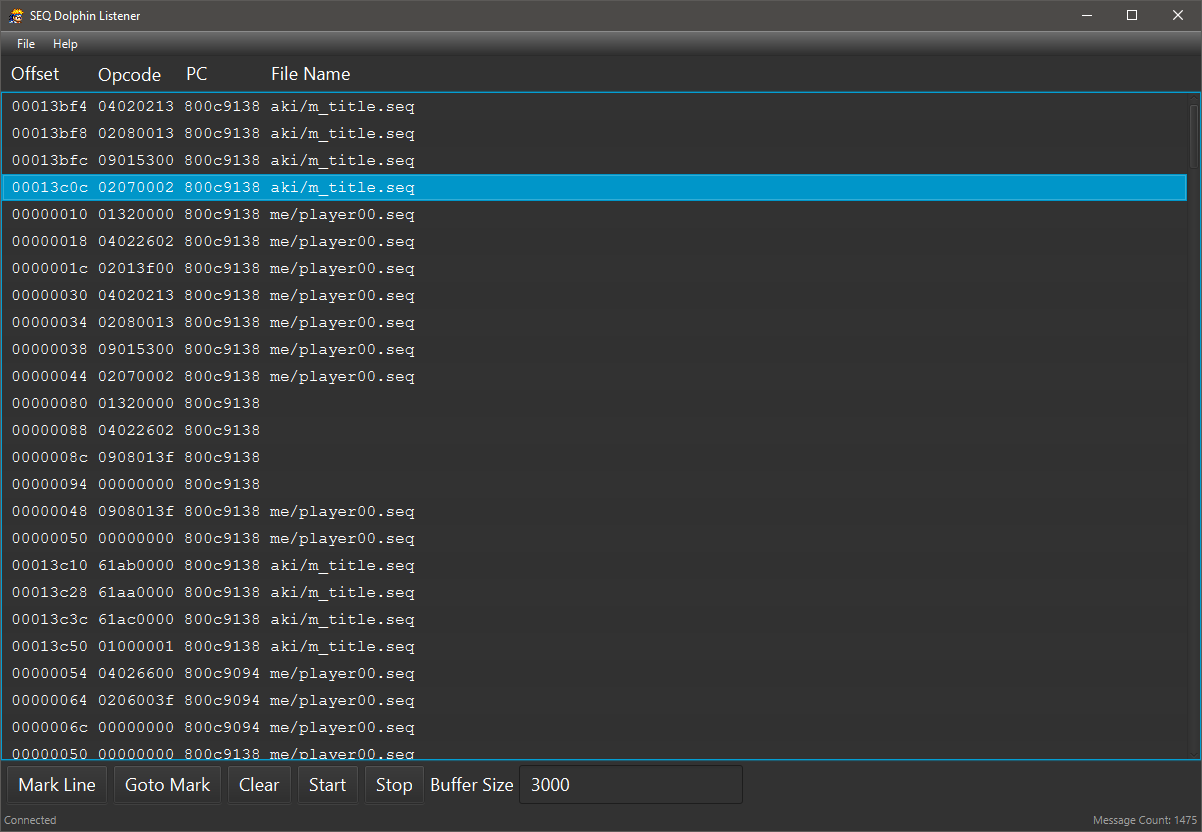 SEQ Dolphin Listener
File Help
Offset Opcode PC File Name
00013bf4 04020213 800c9138 aki/m_title.seq
00013bf8 02080013 800c9138 aki/m_title.seq
00013bfc 09015300 800c9138 aki/m_title.seq
00013c0c 02070002 800c9138 aki/m_title.seq
00000010 01320000 800c9138 me/player00.seq
00000018 04022602 800c9138 me/player00.seq
0000001c 02013f00 800c9138 me/player00.seq
00000030 04020213 800c9138 me/player00.seq
00000034 02080013 800c9138 me/player00.seq
00000038 09015300 800c9138 me/player00.seq
00000044 02070002 800c9138 me/player00.seq
00000080 01320000 800c9138
00000088 04022602 800c9138
0000008c 0908013f 800c9138
00000094 00000000 800c9138
00000048 0908013f 800c9138 me/player00.seq
00000050 00000000 800c9138 me/player00.seq
00013c10 61ab0000 800c9138 aki/m_title.seq
00013c28 61aa0000 800c9138 aki/m_title.seq
00013c3c 61ac0000 800c9138 aki/m_title.seq
00013c50 01000001 800c9138 aki/m_title.seq
00000054 04026600 800c9094 me/player00.seq
00000064 0206003f 800c9094 me/player00.seq
0000006c 00000000 800c9094 me/player00.seq
00000050 00000000 800c9138 me/player00.seq
Mark Line Goto Mark Clear Start Stop Buffer Size 3000
Connected Message Count: 1475